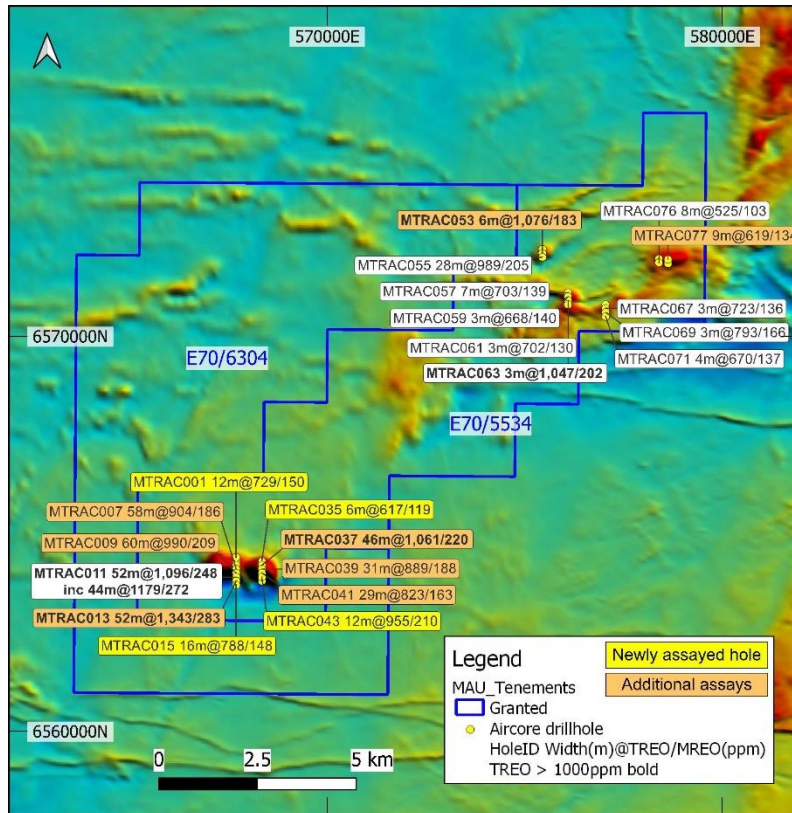 570000E
580000E
MTRAC053 6m@1,076/183
MTRAC076 8m@525/103
MTRAC077 9m@619/134
MTRAC055 28m@989/205
MTRAC057 7m@703/139
MTRAC059 3m@668/140
MTRAC067 3m@723/136
MTRAC069 3m@793/166
6570000N
MTRAC061 3m@702/130
MTRAC071 4m@670/137
E70/6304
MTRAC063 3m@1,047/202
E70/5534
MTRAC001 12m@729/150
MTRAC007 58m@904/186
MTRAC035 6m@617/119
MTRAC009 60m@990/209
MTRAC037 46m@1,061/220
MTRAC011 52m@1,096/248
inc 44m@1179/272
MTRAC039 31m@889/188
MTRAC041 29m@823/163
MTRAC013 52m@1,343/283
MTRAC043 12m@955/210
MTRAC015 16m@788/148
6560000N
0 2.5 5 km
Legend
Newly assayed hole
MAU_Tenements
Additional assays
Granted
Aircore drillhole
HoleID Width(m)@TREO/MREO(ppm)
TREO > 1000ppm bold